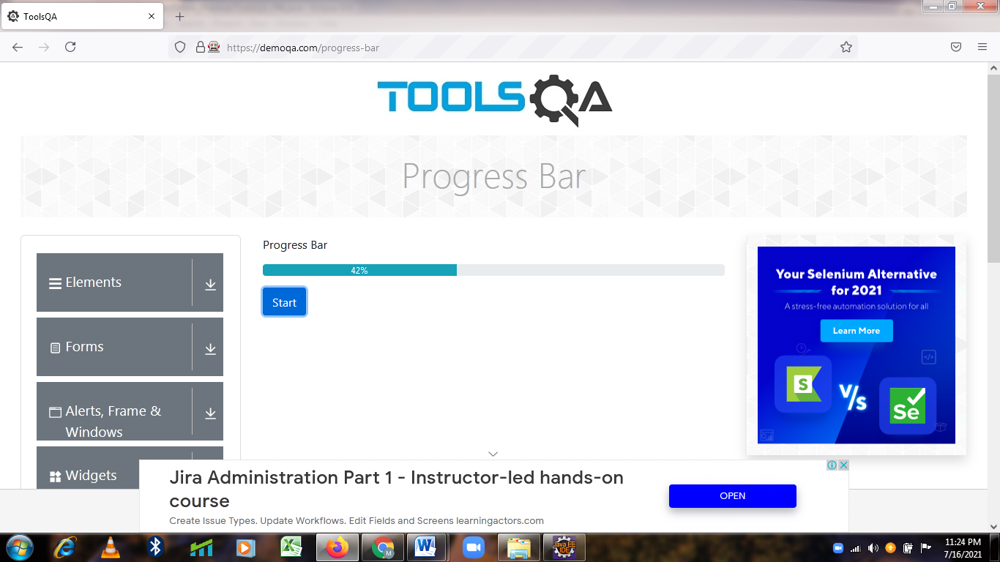 ToolsQA
https://demoqa.com/progress-bar
TOOLSQA
Progress Bar
Elements
Forms
Alerts, Frame &
Windows
Widgets
Progress Bar
42%
Start
Your Selenium Alternative
for 2021
A stress-free automation solution for all
Learn More
S
V/s
Se
Jira Administration Part 1 - Instructor-led hands-on
course
Create Issue Types. Update Workflows. Edit Fields and Screens learningactors.com
OPEN
M
Java EE
IDE
11:24 PM
7/16/2021